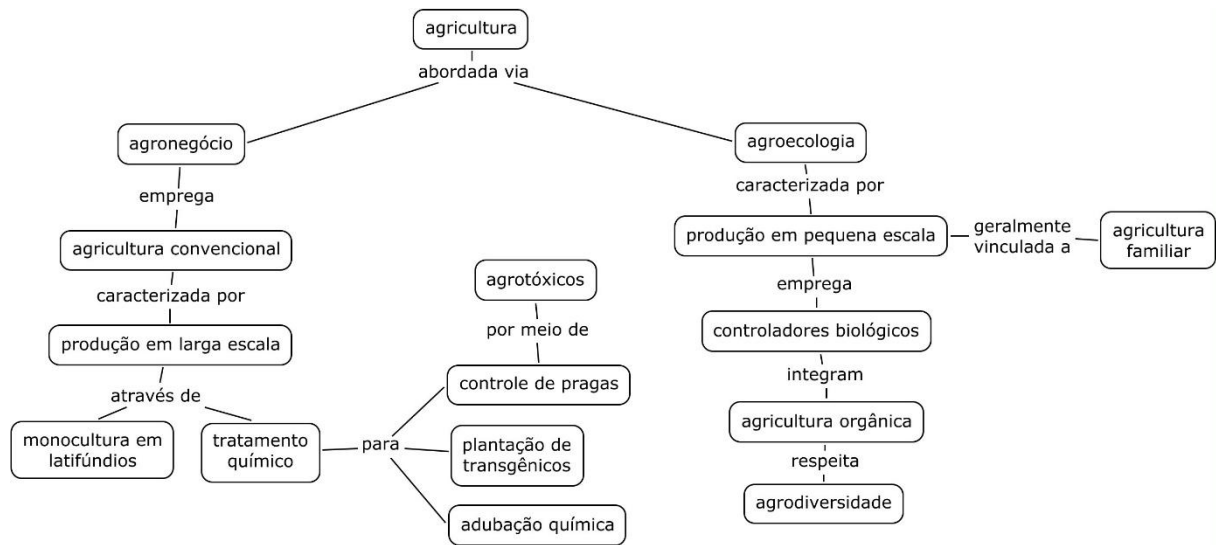 agricultura
abordada via
agronegócio
agroecologia
emprega
caracterizada por
agricultura convencional
produção em pequena escala
geralmente
vinculada a
agricultura
familiar
caracterizada por
agrotóxicos
emprega
produção em larga escala
por meio de
controladores biológicos
através de
controle de pragas
integram
monocultura em
latifúndios
tratamento
químico
para
plantação de
transgênicos
agricultura orgânica
respeita
adubação química
agrodiversidade